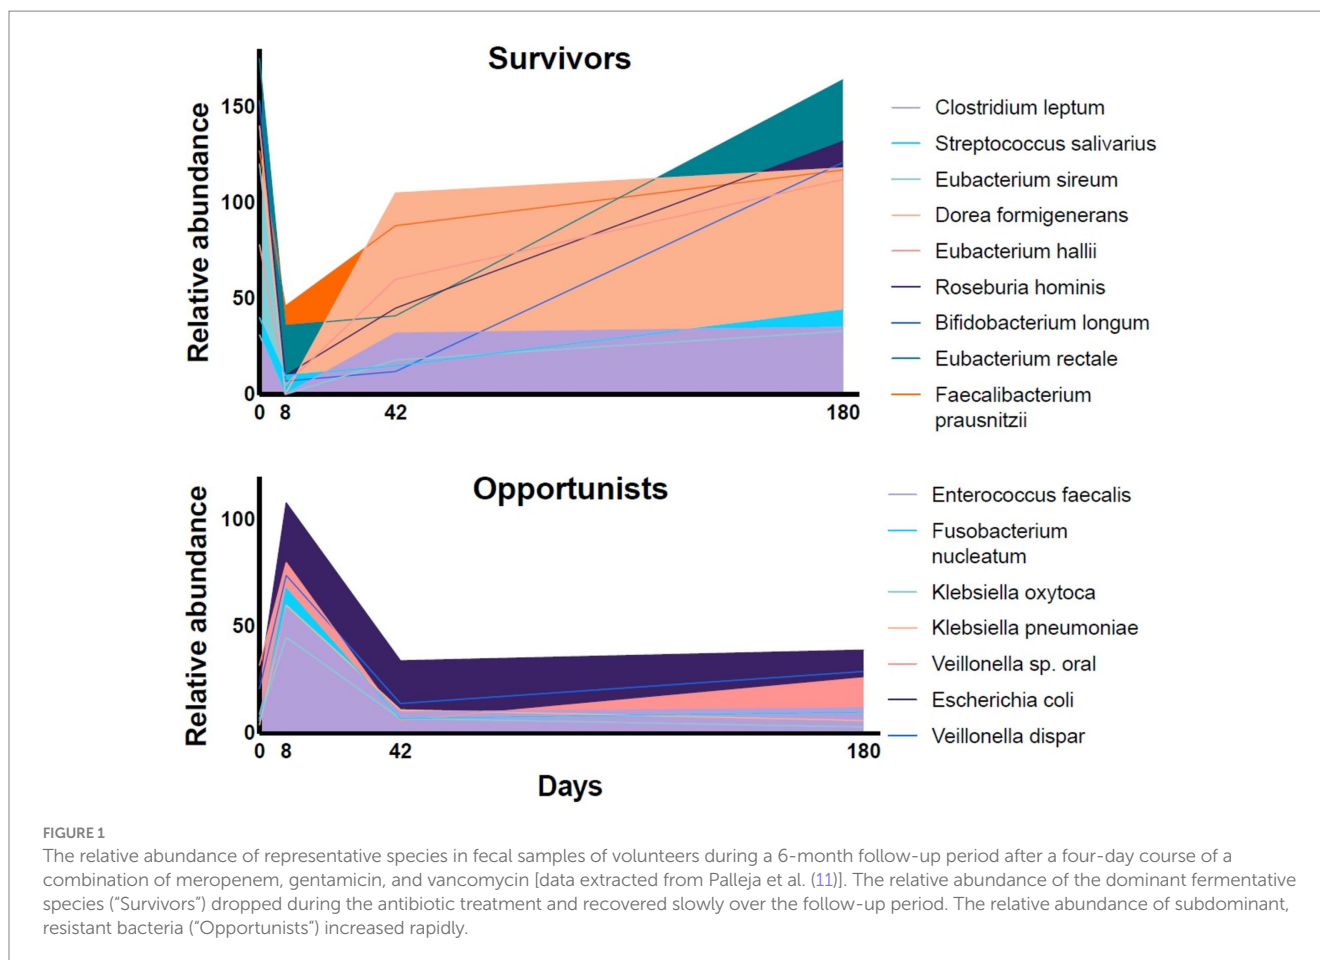 Survivors
Relative abundance
150
100
50
0
0 8 42 180
Clostridium leptum
Streptococcus salivarius
Eubacterium sireum
Dorea formigenerans
Eubacterium hallii
Roseburia hominis
Bifidobacterium longum
Eubacterium rectale
Faecalibacterium
prausnitzii
Opportunists
Relative abundance
100
50
0
0 8 42 180
Days
Enterococcus faecalis
Fusobacterium
nucleatum
Klebsiella oxytoca
Klebsiella pneumoniae
Veillonella sp. oral
Escherichia coli
Veillonella dispar
FIGURE 1
The relative abundance of representative species in fecal samples of volunteers during a 6-month follow-up period after a four-day course of a
combination of meropenem, gentamicin, and vancomycin [data extracted from Palleja et al. (11)]. The relative abundance of the dominant fermentative
species ("Survivors") dropped during the antibiotic treatment and recovered slowly over the follow-up period. The relative abundance of subdominant,
resistant bacteria ("Opportunists") increased rapidly.